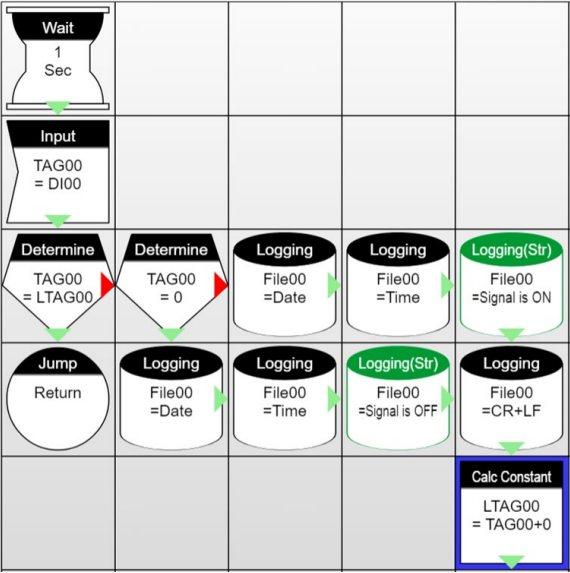 Wait
1
Sec
Input
TAG00
= DI00
Determine
TAG00
= LTAG00
Determine
TAG00
= 0
Logging
File00
=Date
Logging
File00
=Time
Logging(Str)
File00
=Signal is ON
Jump
Return
Logging
File00
=Date
Logging
File00
=Time
Logging(Str)
File00
=Signal is OFF
Logging
File00
=CR+LF
Calc Constant
LTAG00
= TAG00+0